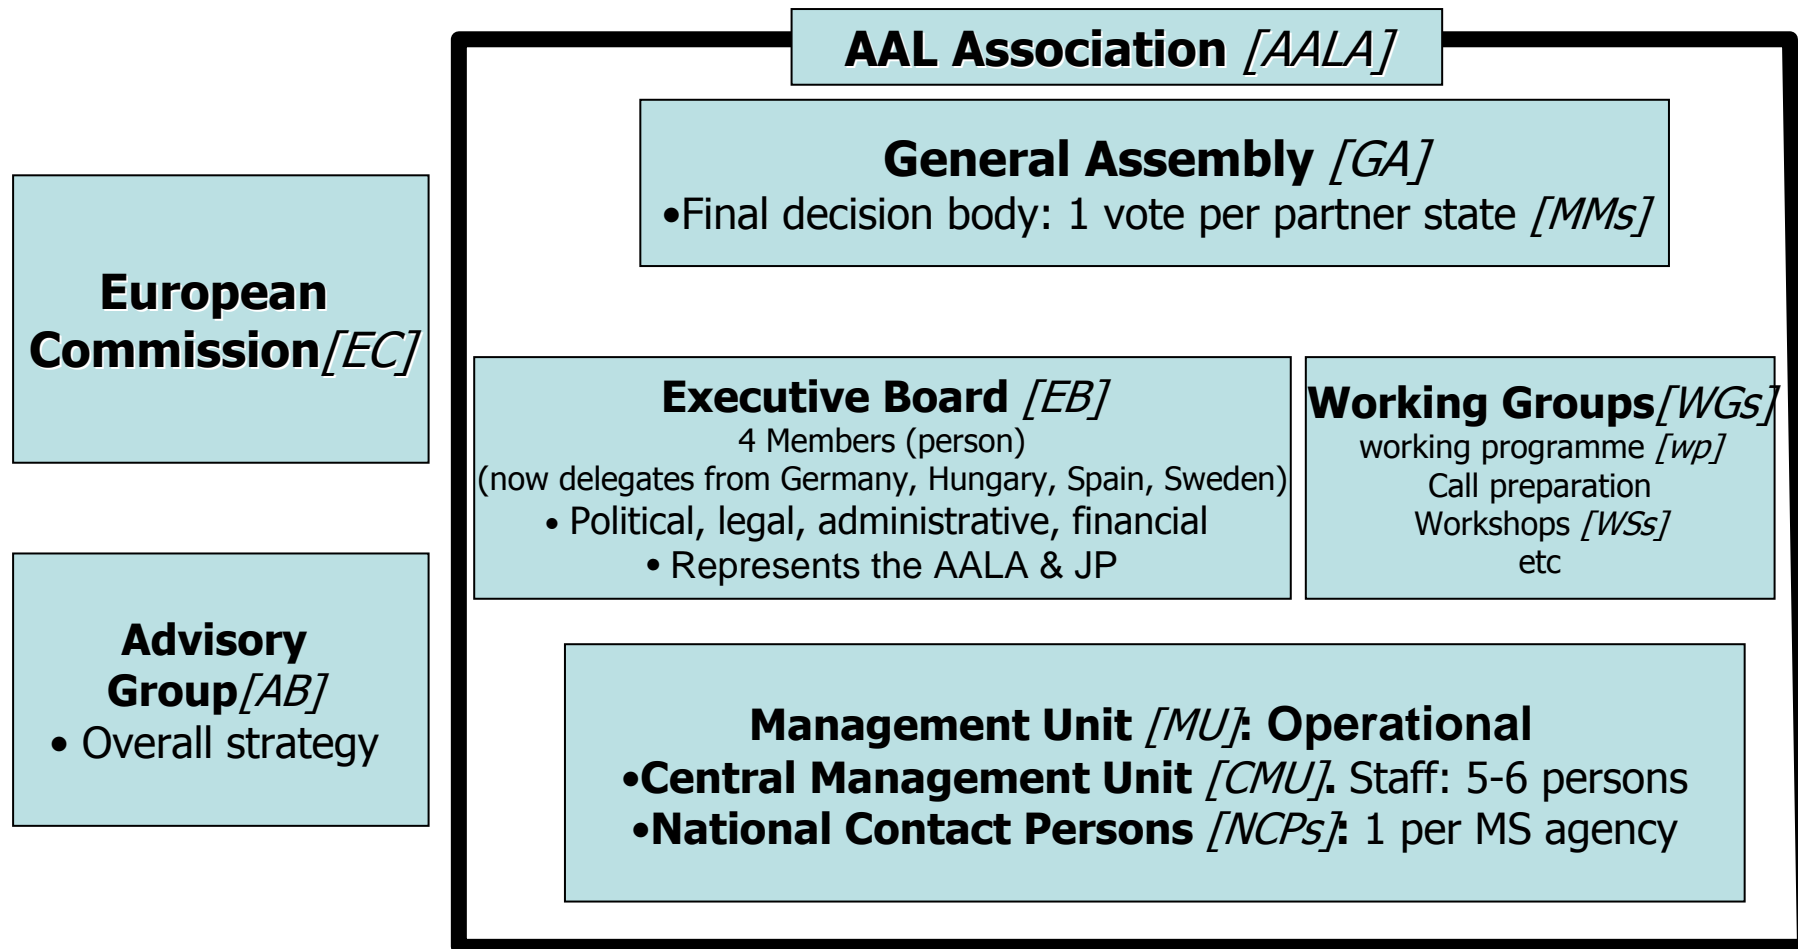 AAL Association [AALA]
General Assembly [GA]
•Final decision body: 1 vote per partner state [MMs]
European
Commission[EC]
Executive Board [EB]
4 Members (person)
(now delegates from Germany, Hungary, Spain, Sweden)
• Political, legal, administrative, financial
• Represents the AALA & JP
Working Groups[WGs]
working programme [wp]
Call preparation
Workshops [WSs]
etc
Advisory
Group[AB]
• Overall strategy
Management Unit [MU]: Operational
•Central Management Unit [CMU]. Staff: 5-6 persons
•National Contact Persons [NCPs]: 1 per MS agency